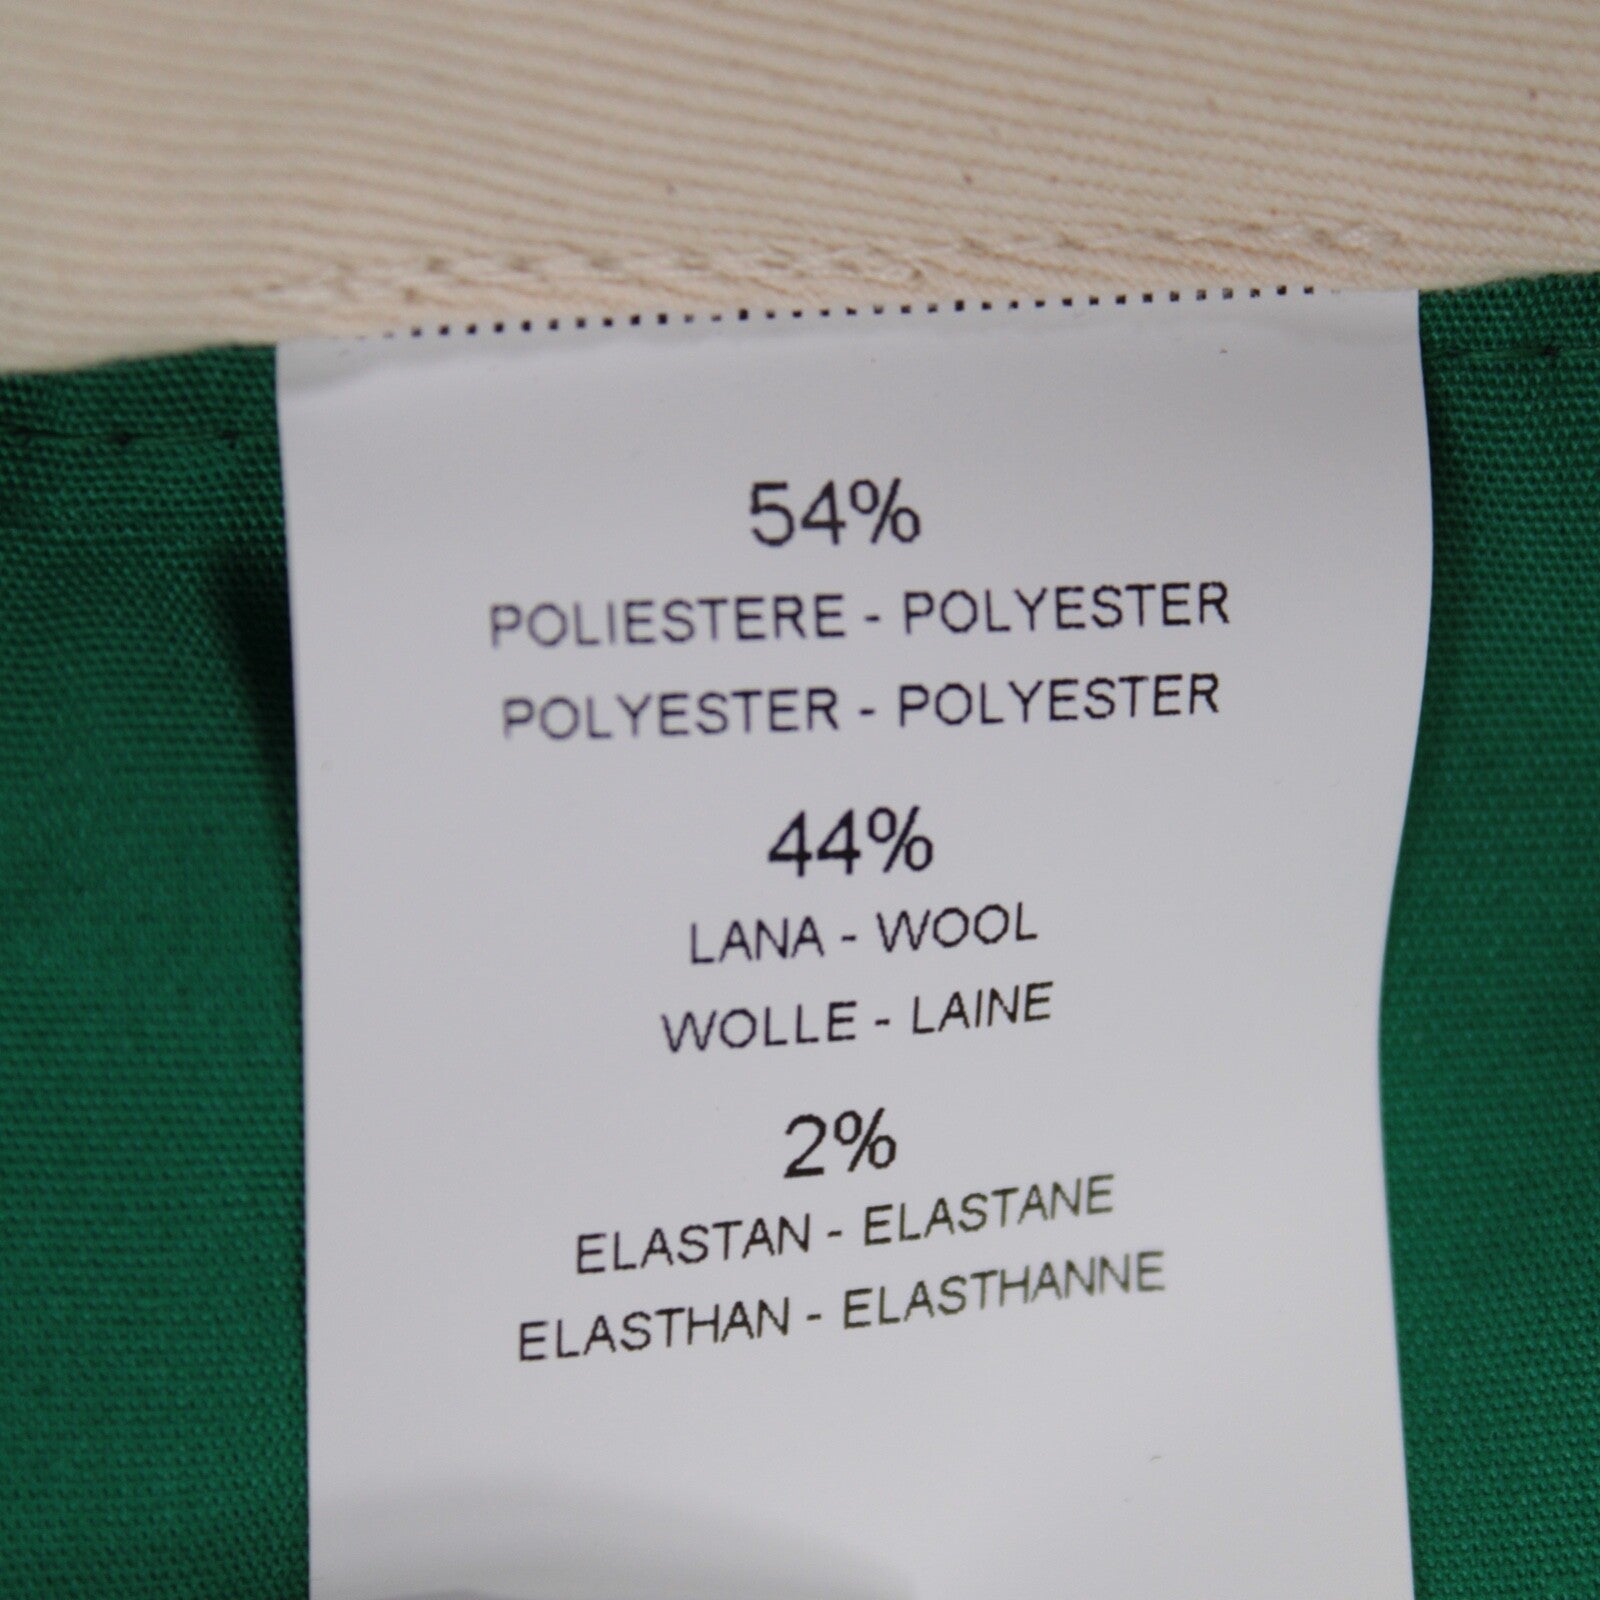 54%
POLIESTERE - POLYESTER
POLYESTER - POLYESTER
44%
LANA - WOOL
WOLLE - LAINE
2%
ELASTAN - ELASTANE
ELASTHAN - ELASTHANNE